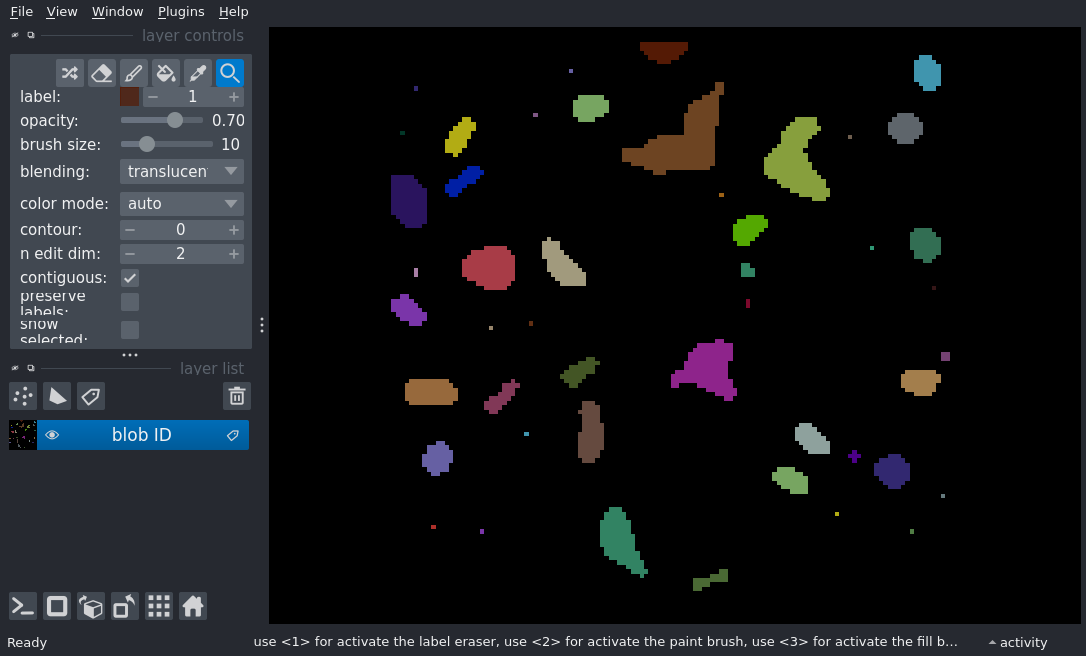 File View Window Plugins Help
layer controls
label: 1
opacity: 0.70
brush size: 10
blending: translucen
color mode: auto
contour: 0
n edit dim: 2
contiguous:
preserve
labels:
show
selected:
layer list
blob ID
Ready
use <1> for activate the label eraser, use <2> for activate the paint brush, use <3> for activate the fill b...
activity